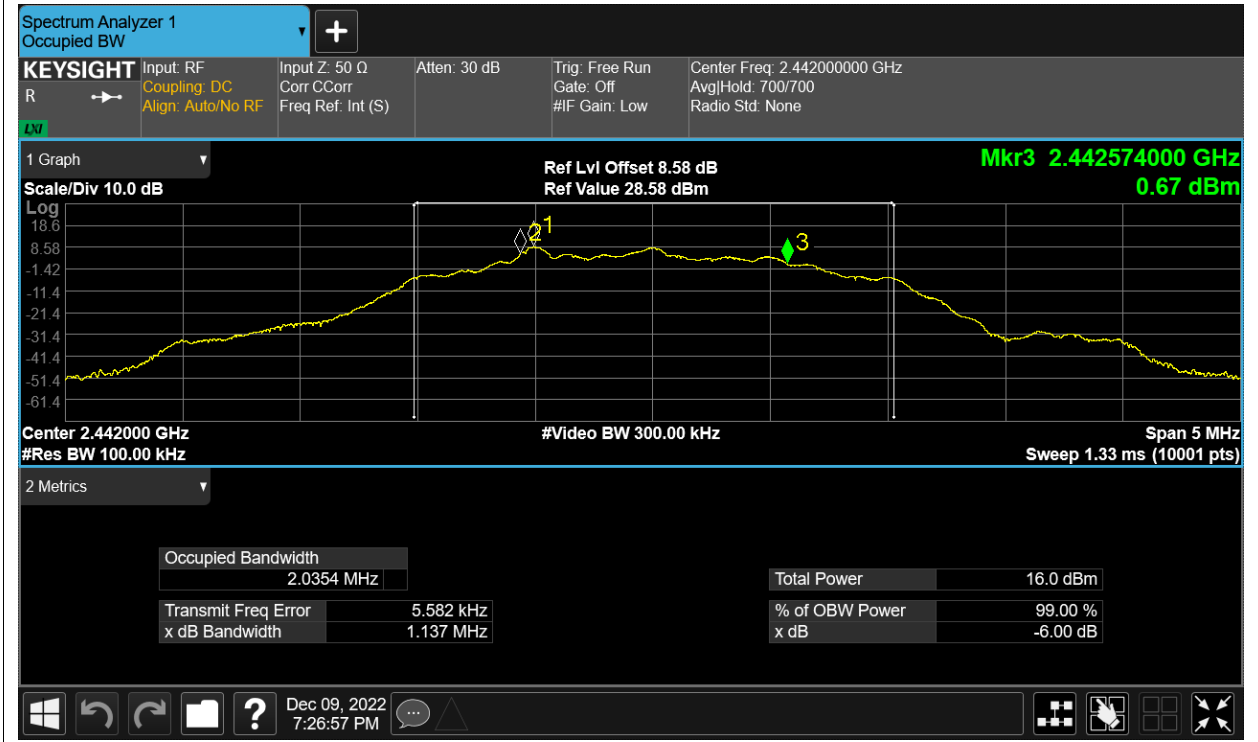 Spectrum Analyzer 1
Occupied BW
KEYSIGHT Input: RF Input Z: 50 Ω Atten: 30 dB Trig: Free Run Center Freq: 2.442000000 GHz
R Coupling: DC Corr CCorr Gate: Off Avg|Hold: 700/700
Align: Auto/No RF Freq Ref: Int (S) #IF Gain: Low Radio Std: None
LXI
1 Graph Ref Lvl Offset 8.58 dB Mkr3 2.442574000 GHz
Scale/Div 10.0 dB Ref Value 28.58 dBm 0.67 dBm
Log
18.6
8.58
-1.42
-11.4
-21.4
-31.4
-41.4
-51.4
-61.4
2 1 3
Center 2.442000 GHz #Video BW 300.00 kHz Span 5 MHz
#Res BW 100.00 kHz Sweep 1.33 ms (10001 pts)
2 Metrics
Occupied Bandwidth
2.0354 MHz Total Power 16.0 dBm
Transmit Freq Error 5.582 kHz % of OBW Power 99.00 %
x dB Bandwidth 1.137 MHz x dB -6.00 dB
? Dec 09, 2022
7:26:57 PM